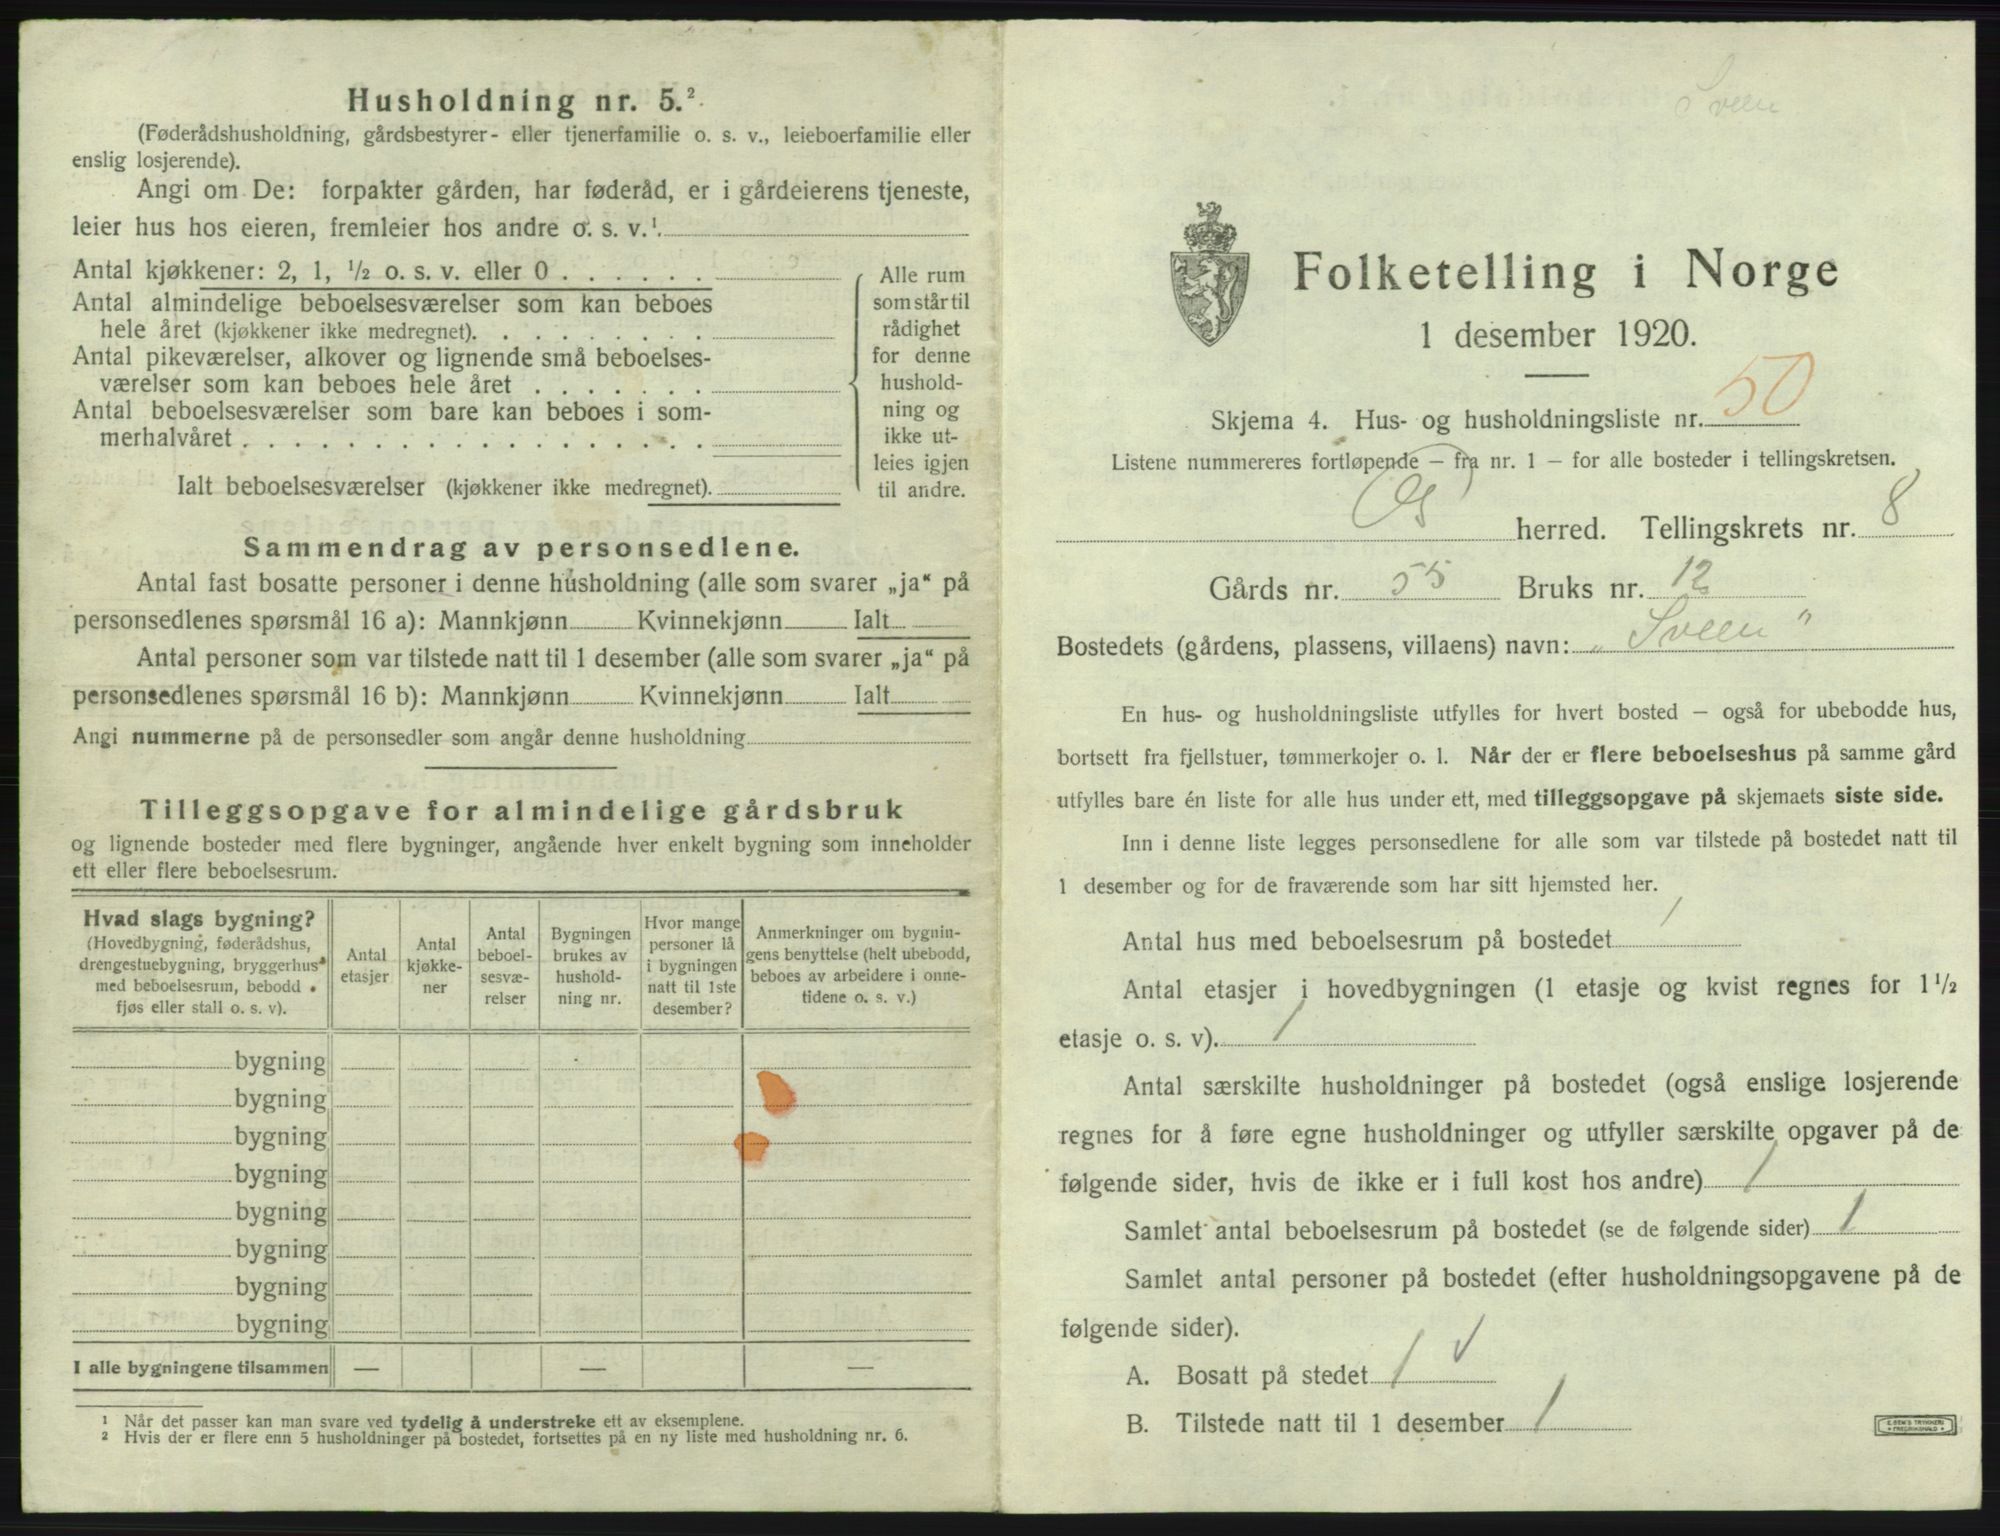 Husholdning nr. 5.²
(Føderådshusholdning, gårdsbestyrer- eller tjenerfamilie o. s. v., leieboerfamilie eller
enslig losjerende).
Angi om De: forpakter gården, har føderåd, er i gårdeierens tjeneste,
leier hus hos eieren, fremleier hos andre o. s. v.¹
Antal kjøkkener: 2, 1, ½ o. s. v. eller 0 . . . . . .
Antal almindelige beboelsesværelser som kan beboes
hele året (kjøkkener ikke medregnet). . . . . . . . .
Antal pikeværelser, alkover og lignende små beboelses-
værelser som kan beboes hele året . . . . . . .
Antal beboelsesværelser som bare kan beboes i som-
merhalvåret . . . . . . . . . . . . . . . . . .
Ialt beboelsesværelser (kjøkkener ikke medregnet).
Alle rum
som står til
rådighet
for denne
hushold-
ning og
ikke ut-
leies igjen
til andre.
Sammendrag av personsedlene.
Antal fast bosatte personer i denne husholdning (alle som svarer „ja“ på
personsedlenes spørsmål 16 a): Mannkjønn Kvinnekjønn Ialt
Antal personer som var tilstede natt til 1 desember (alle som svarer „ja“ på
personsedlenes spørsmål 16 b): Mannkjønn Kvinnekjønn Ialt
Angi nummerne på de personsedler som angår denne husholdning
Tilleggsopgave for almindelige gårdsbruk
og lignende bosteder med flere bygninger, angående hver enkelt bygning som inneholder
ett eller flere beboelsesrum.
Hvad slags bygning?
(Hovedbygning, føderådshus,
drengestuebygning, bryggerhus
med beboelsesrum, bebodd
fjøs eller stall o. s. v).
Antal
etasjer
Antal
kjøkke-
ner
Antal
beboel-
sesvæ-
relser
Bygningen
brukes av
hushold-
ning nr.
Hvor mange
personer lå
i bygningen
natt til 1ste
desember?
Anmerkninger om bygnin-
gens benyttelse (helt ubebodd,
beboes av arbeidere i onne-
tidene o. s. v.)
bygning
bygning
bygning
bygning
bygning
bygning
bygning
bygning
I alle bygningene tilsammen — — —
¹ Når det passer kan man svare ved tydelig å understreke ett av eksemplene.
² Hvis der er flere enn 5 husholdninger på bostedet, fortsettes på en ny liste med husholdning nr. 6.
Sveen
Folketelling i Norge
1 desember 1920.
Skjema 4. Hus- og husholdningsliste nr. 50
Listene nummereres fortløpende — fra nr. 1 — for alle bosteder i tellingskretsen.
Ås herred. Tellingskrets nr. 8
Gårds nr. 55 Bruks nr. 12
Bostedets (gårdens, plassens, villaens) navn: „Sveen"
En hus- og husholdningsliste utfylles for hvert bosted — også for ubebodde hus,
bortsett fra fjellstuer, tømmerkojer o. l. Når der er flere beboelseshus på samme gård
utfylles bare én liste for alle hus under ett, med tilleggsopgave på skjemaets siste side.
Inn i denne liste legges personsedlene for alle som var tilstede på bostedet natt til
1 desember og for de fraværende som har sitt hjemsted her.
Antal hus med beboelsesrum på bostedet 1
Antal etasjer i hovedbygningen (1 etasje og kvist regnes for 1½
etasje o. s. v). 1
Antal særskilte husholdninger på bostedet (også enslige losjerende
regnes for å føre egne husholdninger og utfyller særskilte opgaver på de
følgende sider, hvis de ikke er i full kost hos andre) 1
Samlet antal beboelsesrum på bostedet (se de følgende sider) 1
Samlet antal personer på bostedet (efter husholdningsopgavene på de
følgende sider).
A. Bosatt på stedet 1 ✓
B. Tilstede natt til 1 desember 1